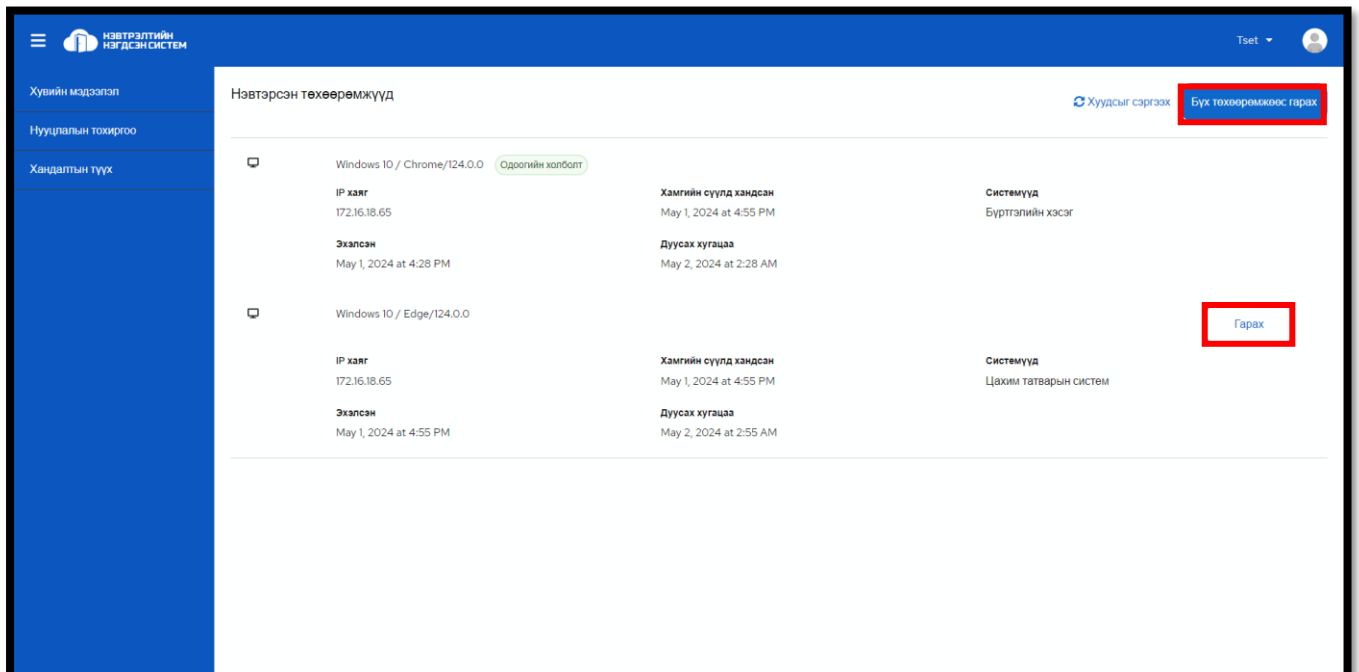 НЭВТРЭЛТИЙН
НЭГДСЭН СИСТЕМ
Tset
Хувийн мэдээлэл
Нууцлалын тохиргоо
Хандалтын түүх
Нэвтэрсэн төхөөрөмжүүд
Хуудсыг сэргээх
Бүх төхөөрөмжөөс гарах
Windows 10 / Chrome/124.0.0 Одоогийн холболт
IP хаяг Хамгийн сүүлд хандсан Системүүд
172.16.18.65 May 1, 2024 at 4:55 PM Бүртгэлийн хэсэг
Эхэлсэн Дуусах хугацаа
May 1, 2024 at 4:28 PM May 2, 2024 at 2:28 AM
Windows 10 / Edge/124.0.0 Гарах
IP хаяг Хамгийн сүүлд хандсан Системүүд
172.16.18.65 May 1, 2024 at 4:55 PM Цахим татварын систем
Эхэлсэн Дуусах хугацаа
May 1, 2024 at 4:55 PM May 2, 2024 at 2:55 AM